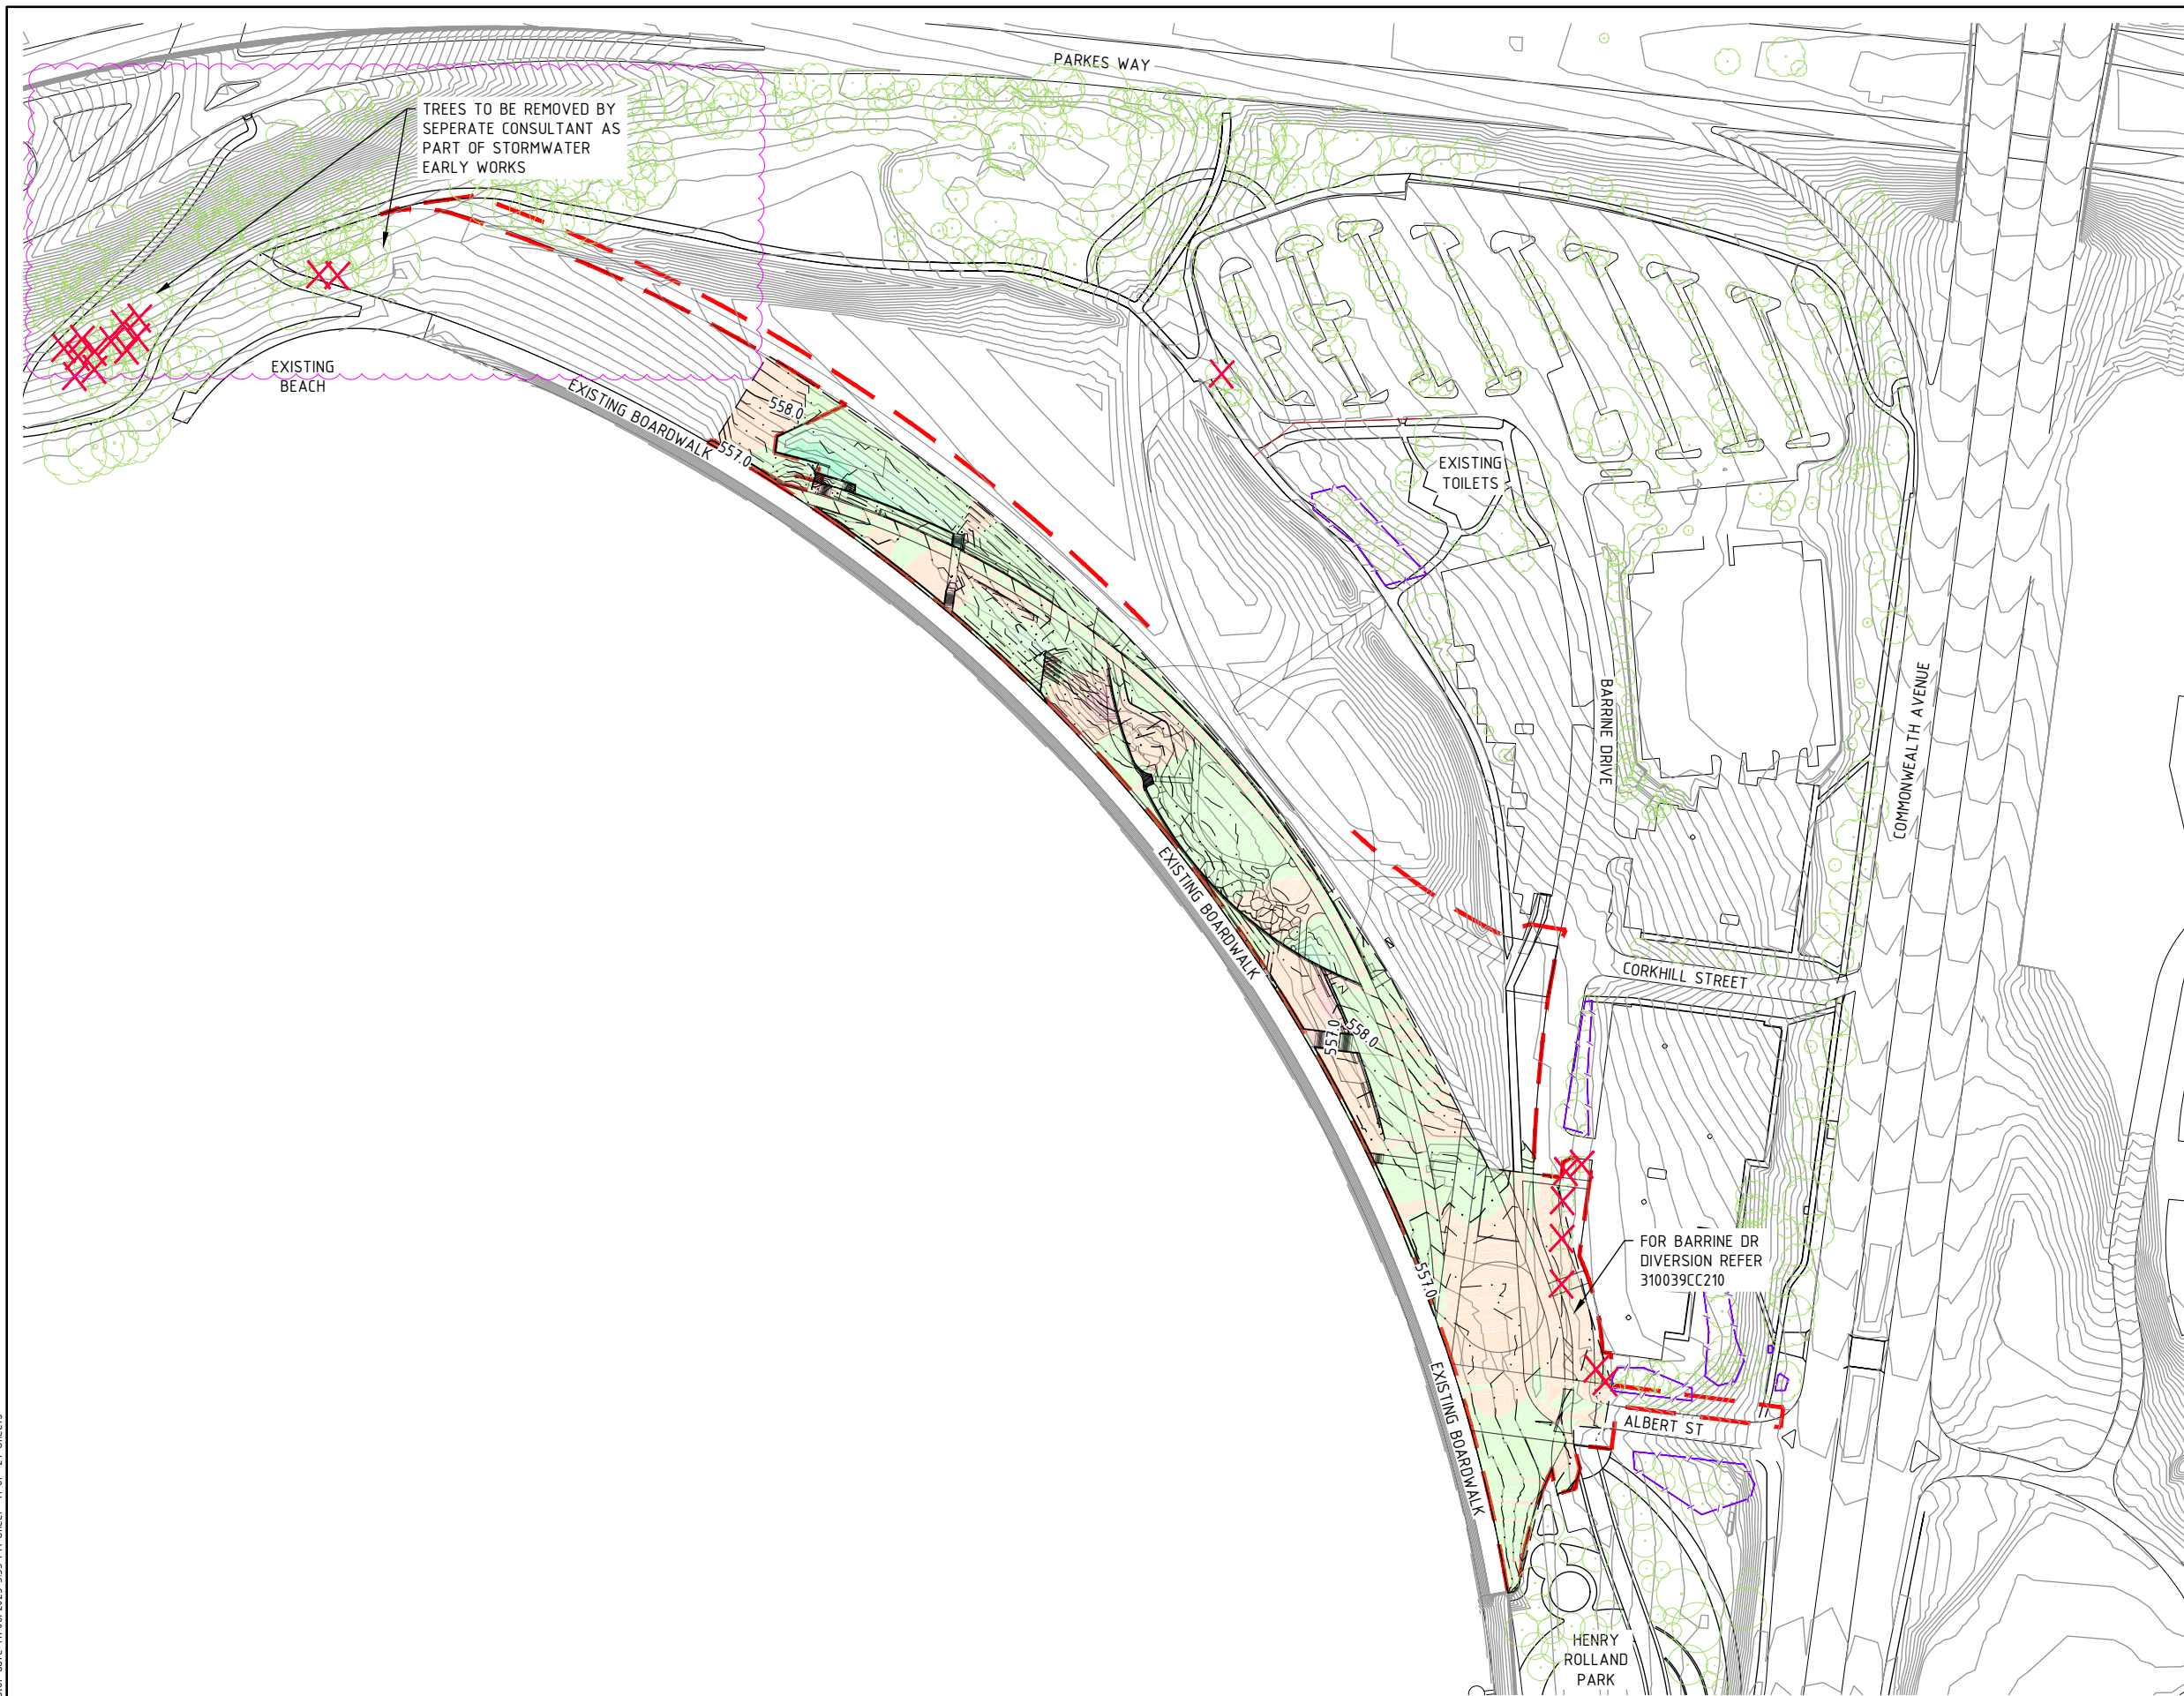 PARKES WAY
TREES TO BE REMOVED BY
SEPERATE CONSULTANT AS
PART OF STORMWATER
EARLY WORKS
EXISTING
BEACH
EXISTING BOARDWALK
558.0
557.0
EXISTING
TOILETS
BARRINE DRIVE
COMMONWEALTH AVENUE
EXISTING BOARDWALK
CORKHILL STREET
557.0
558.0
FOR BARRINE DR
DIVERSION REFER
310039CC210
557.0
EXISTING BOARDWALK
ALBERT ST
HENRY
ROLLAND
PARK